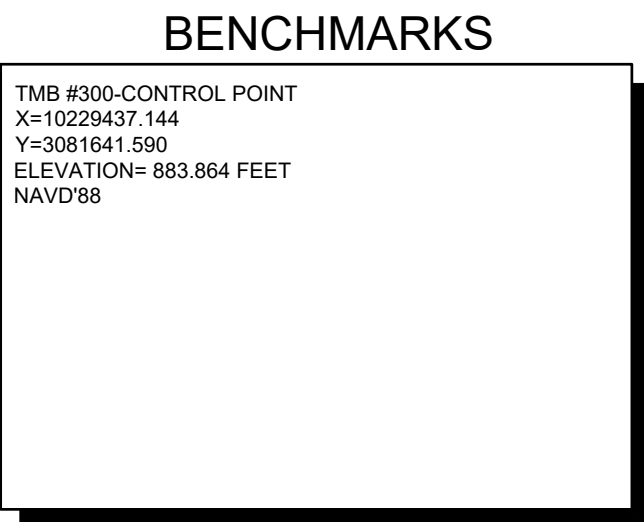 BENCHMARKS
TMB #300-CONTROL POINT
X=10229437.144
Y=3081641.590
ELEVATION= 883.864 FEET
NAVD'88